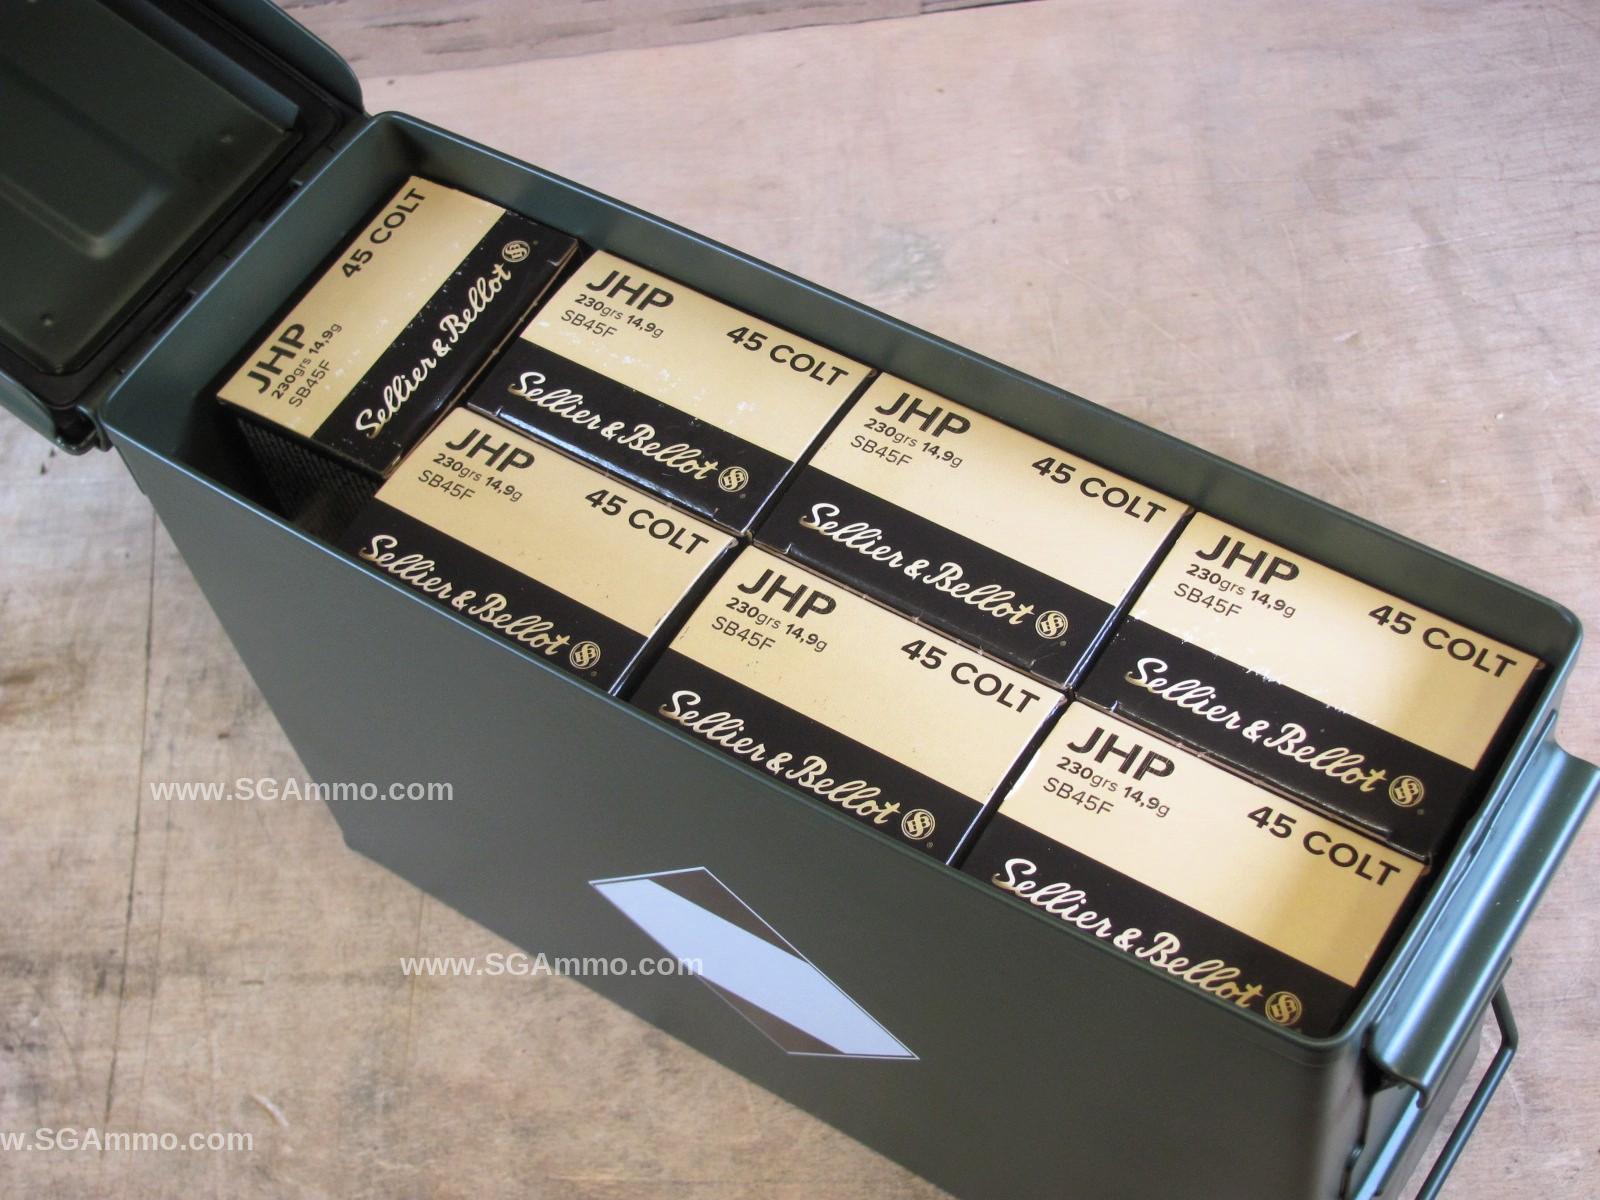 45 COLT
JHP
230grs 14,9g
SB45F
Sellier & Bellot
JHP
230grs 14,9g
SB45F
45 COLT
Sellier & Bellot
JHP
230grs 14,9g
SB45F
45 COLT
Sellier & Bellot
JHP
230grs 14,9g
SB45F
45 COLT
Sellier & Bellot
JHP
230grs 14,9g
SB45F
45 COLT
Sellier & Bellot
JHP
230grs 14,9g
SB45F
45 COLT
Sellier & Bellot
JHP
230grs 14,9g
SB45F
45 COLT
Sellier & Bellot
www.SGAmmo.com
www.SGAmmo.com
w.SGAmmo.com